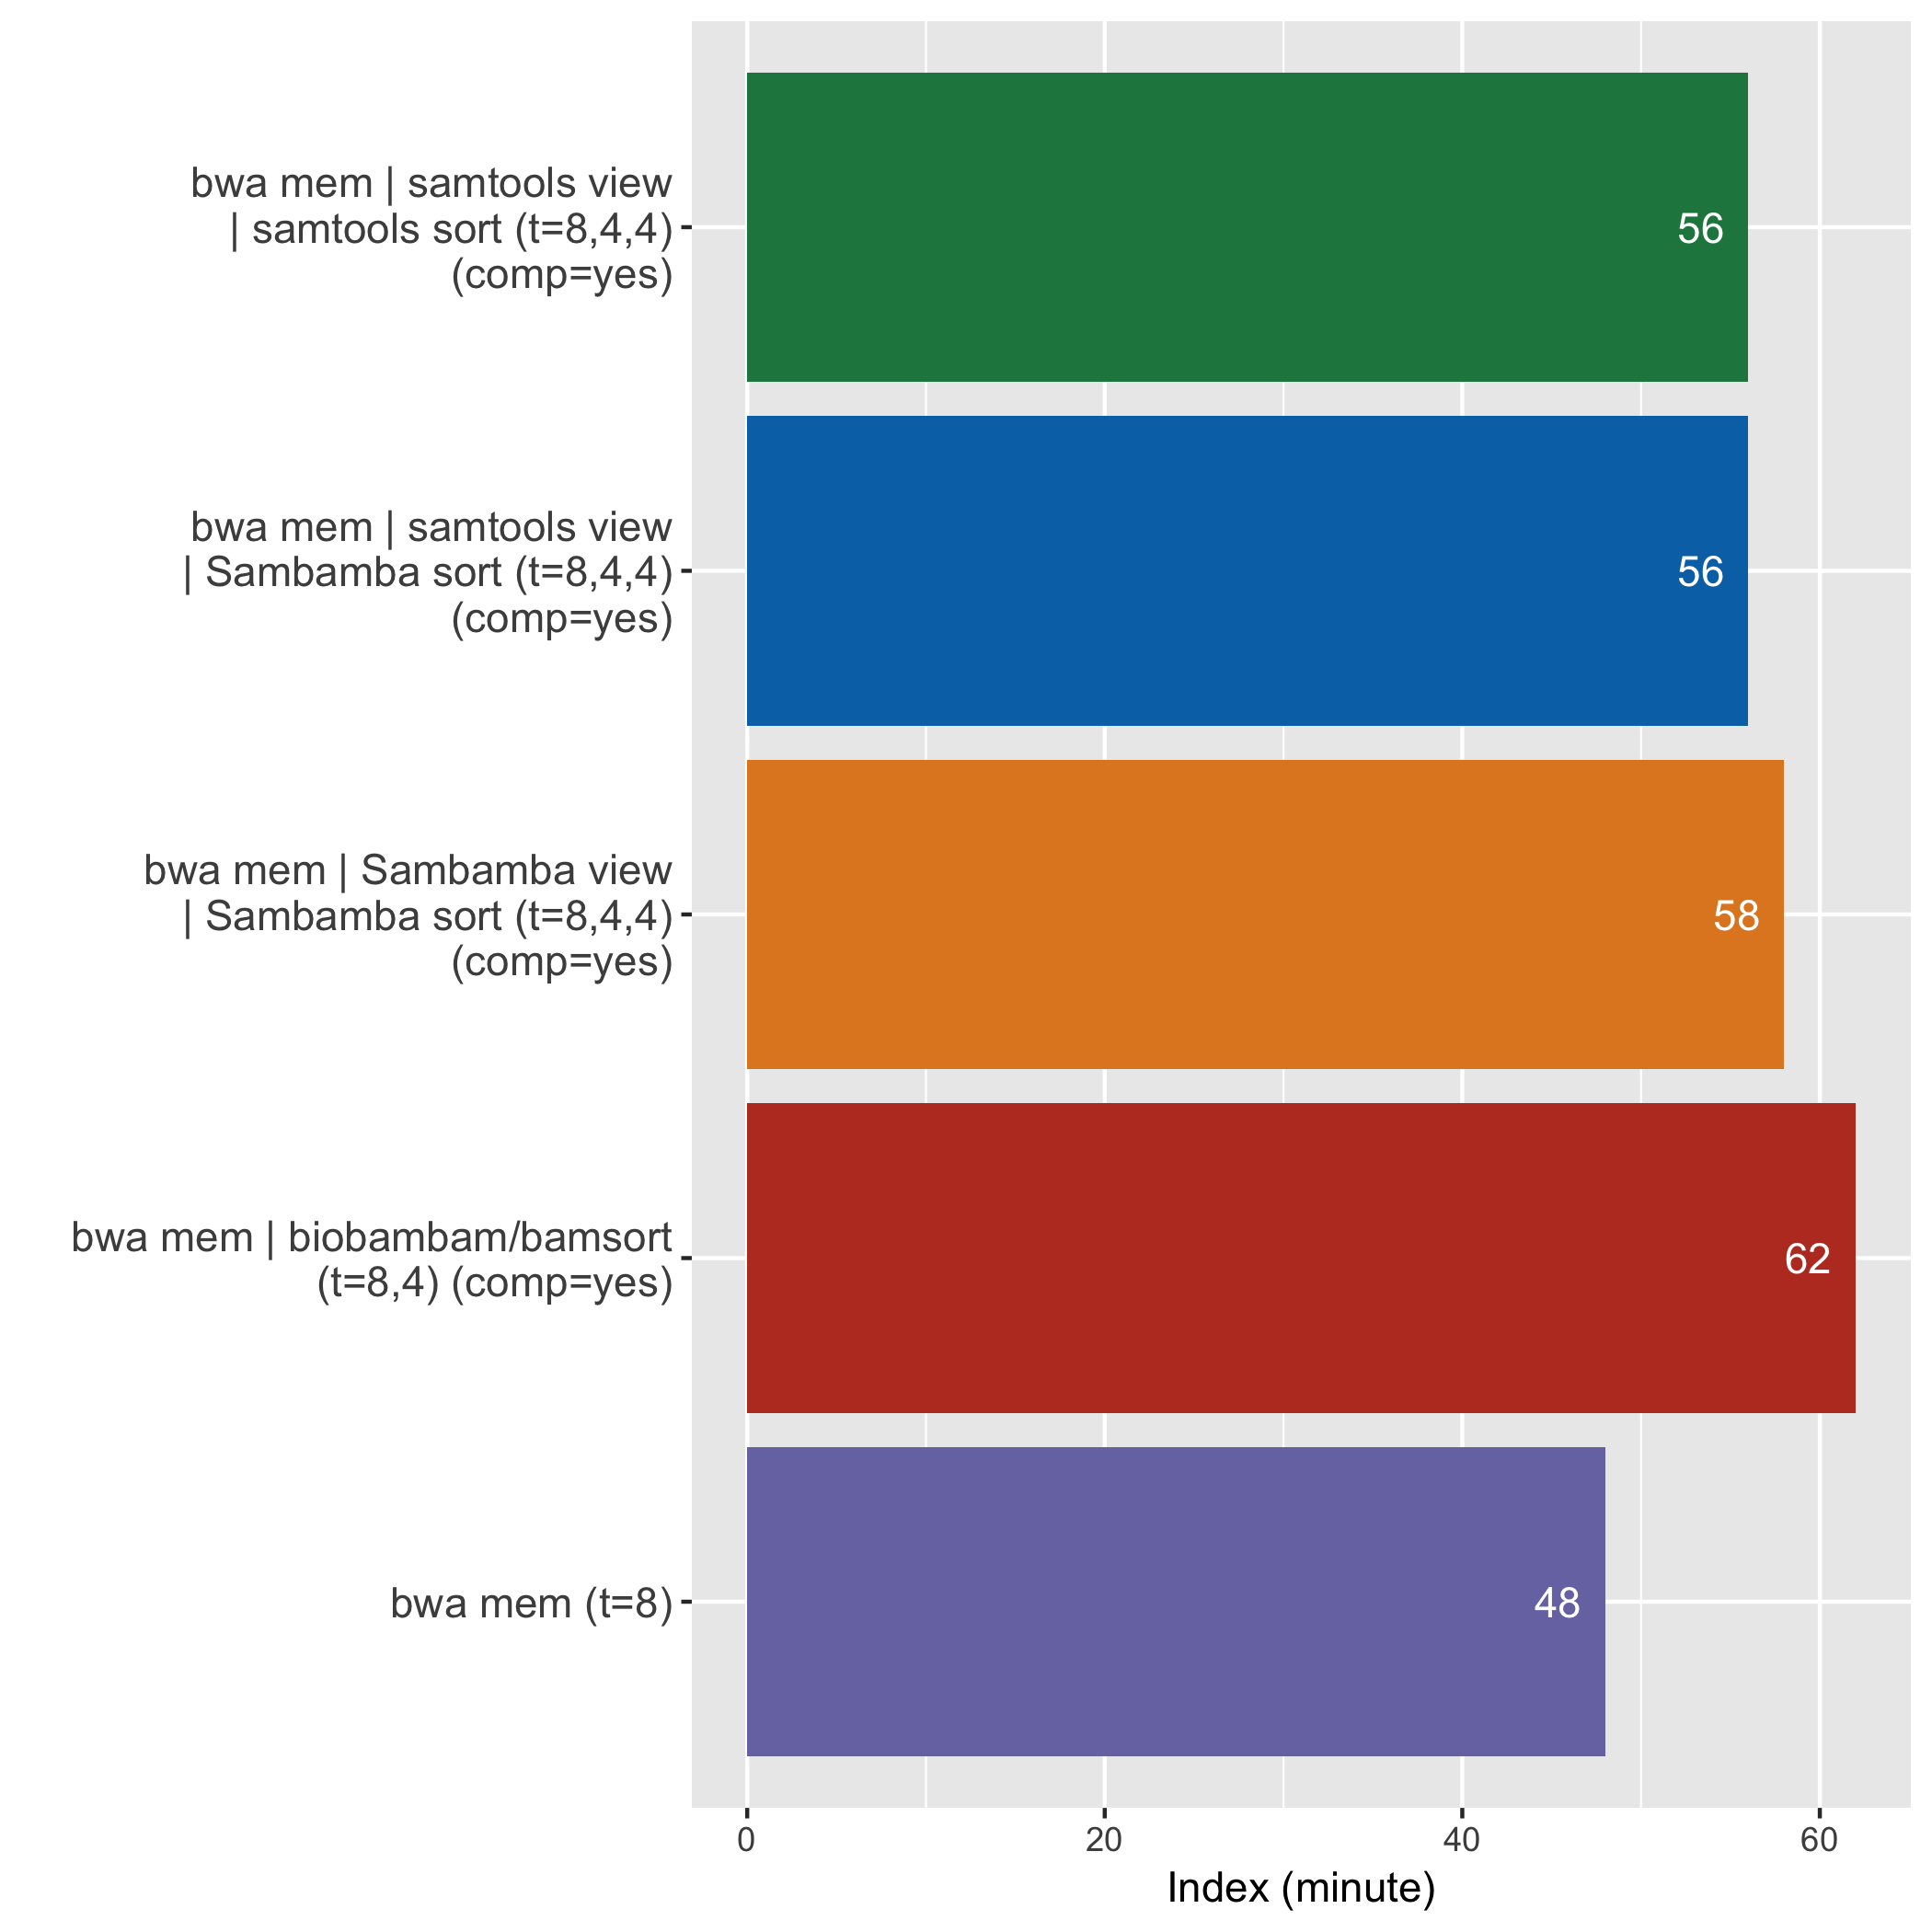 bwa mem | samtools view
| samtools sort (t=8,4,4)
(comp=yes)
56
bwa mem | samtools view
| Sambamba sort (t=8,4,4)
(comp=yes)
56
bwa mem | Sambamba view
| Sambamba sort (t=8,4,4)
(comp=yes)
58
bwa mem | biobambam/bamsort
(t=8,4) (comp=yes)
62
bwa mem (t=8)
48
0 20 40 60
Index (minute)